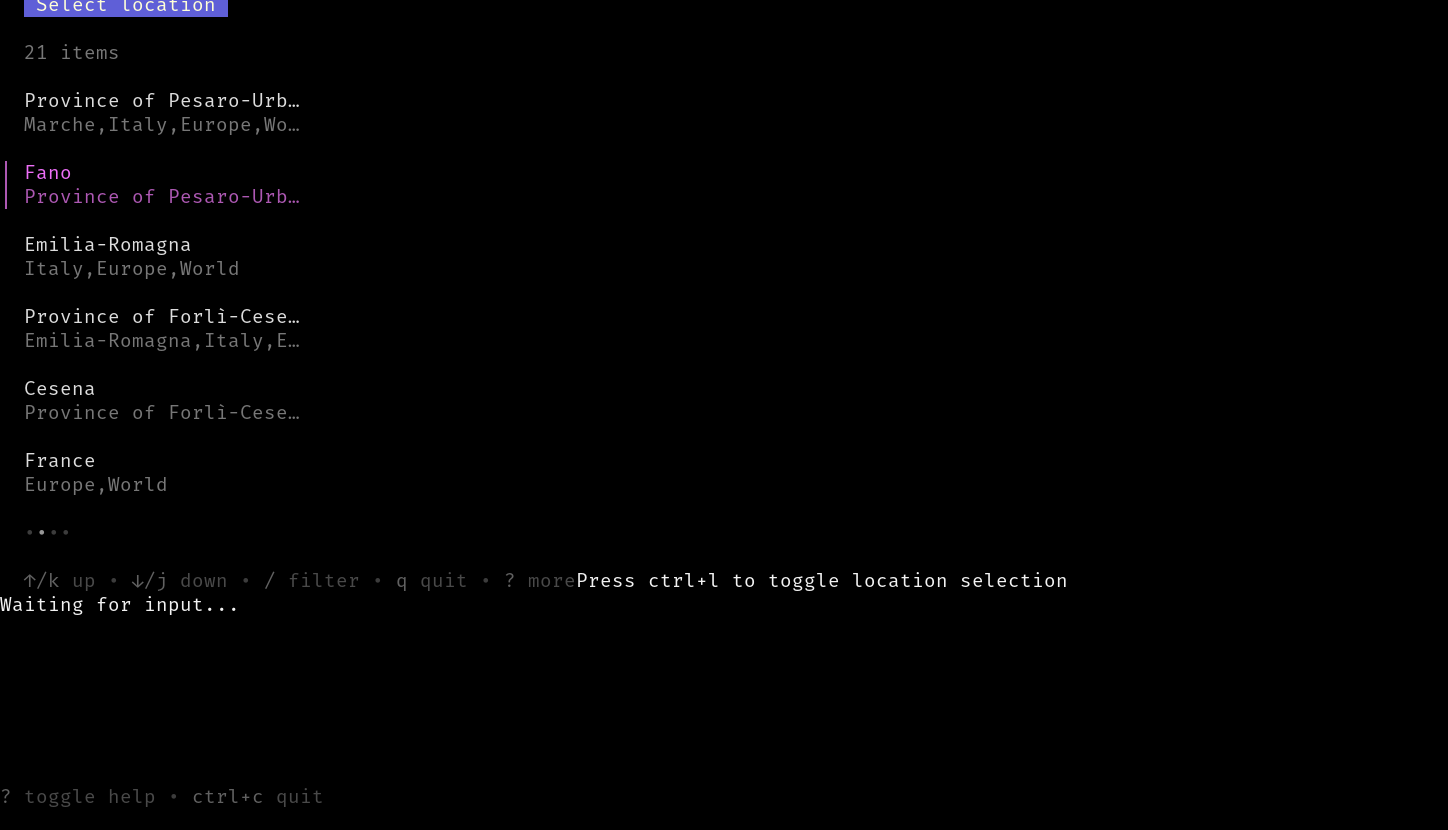 Select location
21 items
Province of Pesaro-Urb…
Marche,Italy,Europe,Wo…
Fano
Province of Pesaro-Urb…
Emilia-Romagna
Italy,Europe,World
Province of Forlì-Cese…
Emilia-Romagna,Italy,E…
Cesena
Province of Forlì-Cese…
France
Europe,World
••••
↑/k up • ↓/j down • / filter • q quit • ? morePress ctrl+l to toggle location selection
Waiting for input...
? toggle help • ctrl+c quit